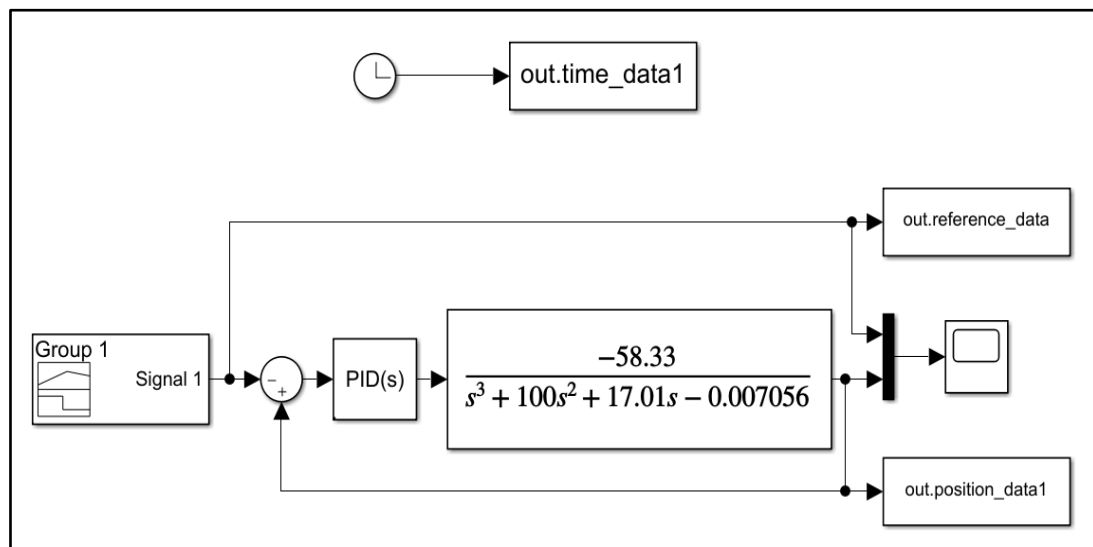 out.time_data1
out.reference_data
Group 1
Signal 1
-
+
PID(s)
−58.33
s³ + 100s² + 17.01s − 0.007056
out.position_data1